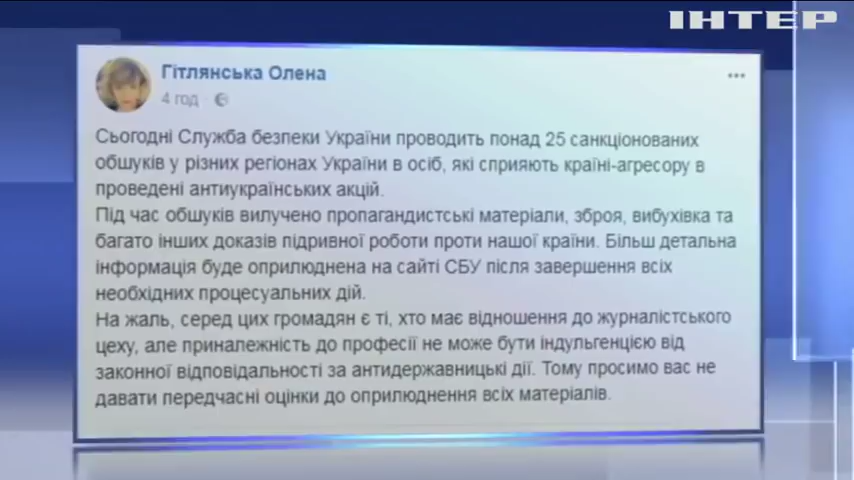 ІНТЕР
Гітлянська Олена
4 год
Сьогодні Служба безпеки України проводить понад 25 санкціонованих
обшуків у різних регіонах України в осіб, які сприяють країні-агресору в
проведені антиукраїнських акцій.
Під час обшуків вилучено пропагандистські матеріали, зброя, вибухівка та
багато інших доказів підривної роботи проти нашої країни. Більш детальна
інформація буде оприлюднена на сайті СБУ після завершення всіх
необхідних процесуальних дій.
На жаль, серед цих громадян є ті, хто має відношення до журналістського
цеху, але приналежність до професії не може бути індульгенцією від
законної відповідальності за антидержавницькі дії. Тому просимо вас не
давати передчасні оцінки до оприлюднення всіх матеріалів.